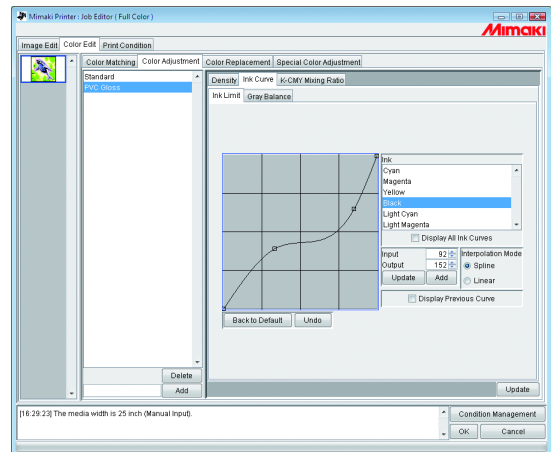 Mimaki Printer : Job Editor ( Full Color )
Mimaki
Image Edit Color Edit Print Condition
Color Matching Color Adjustment Color Replacement Special Color Adjustment
Standard
PVC Gloss
Density Ink Curve K-CMY Mixing Ratio
Ink Limit Gray Balance
Ink
Cyan
Magenta
Yellow
Black
Light Cyan
Light Magenta
Display All Ink Curves
Input 92 Interpolation Mode
Output 152 Spline
Update Add Linear
Display Previous Curve
Back to Default Undo
Delete
Add
Update
[16:29:23] The media width is 25 inch (Manual Input).
Condition Management
OK Cancel